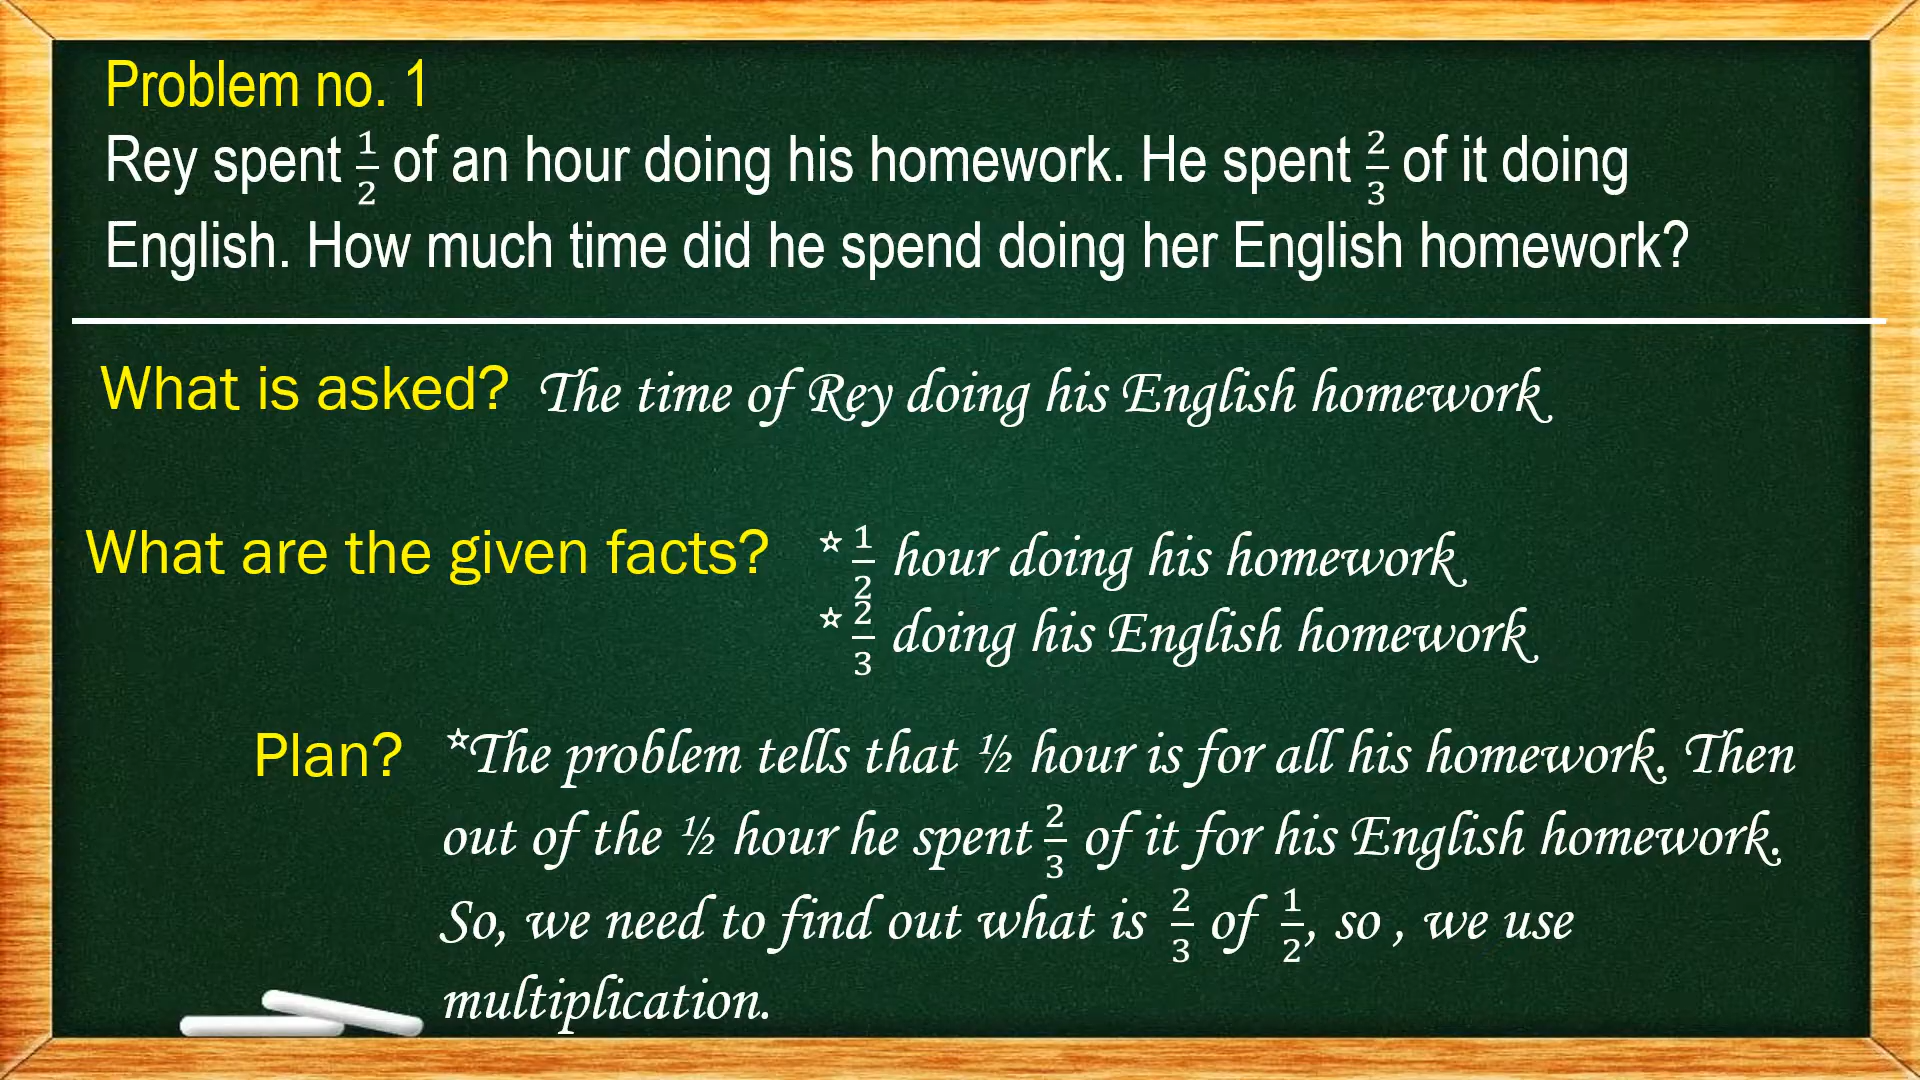 Problem no. 1
Rey spent 1/2 of an hour doing his homework. He spent 2/3 of it doing
English. How much time did he spend doing her English homework?
What is asked? The time of Rey doing his English homework
What are the given facts? * 1/2 hour doing his homework
* 2/3 doing his English homework
Plan? *The problem tells that ½ hour is for all his homework. Then
out of the ½ hour he spent 2/3 of it for his English homework.
So, we need to find out what is 2/3 of 1/2, so , we use
multiplication.